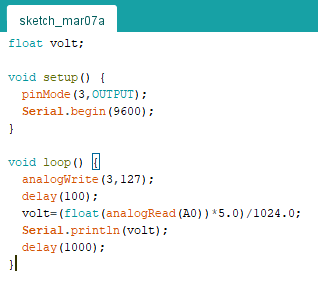 sketch_mar07a
float volt;
void setup() {
pinMode(3,OUTPUT);
Serial.begin(9600);
}
void loop() {
analogWrite(3,127);
delay(100);
volt=(float(analogRead(A0))*5.0)/1024.0;
Serial.println(volt);
delay(1000);
}